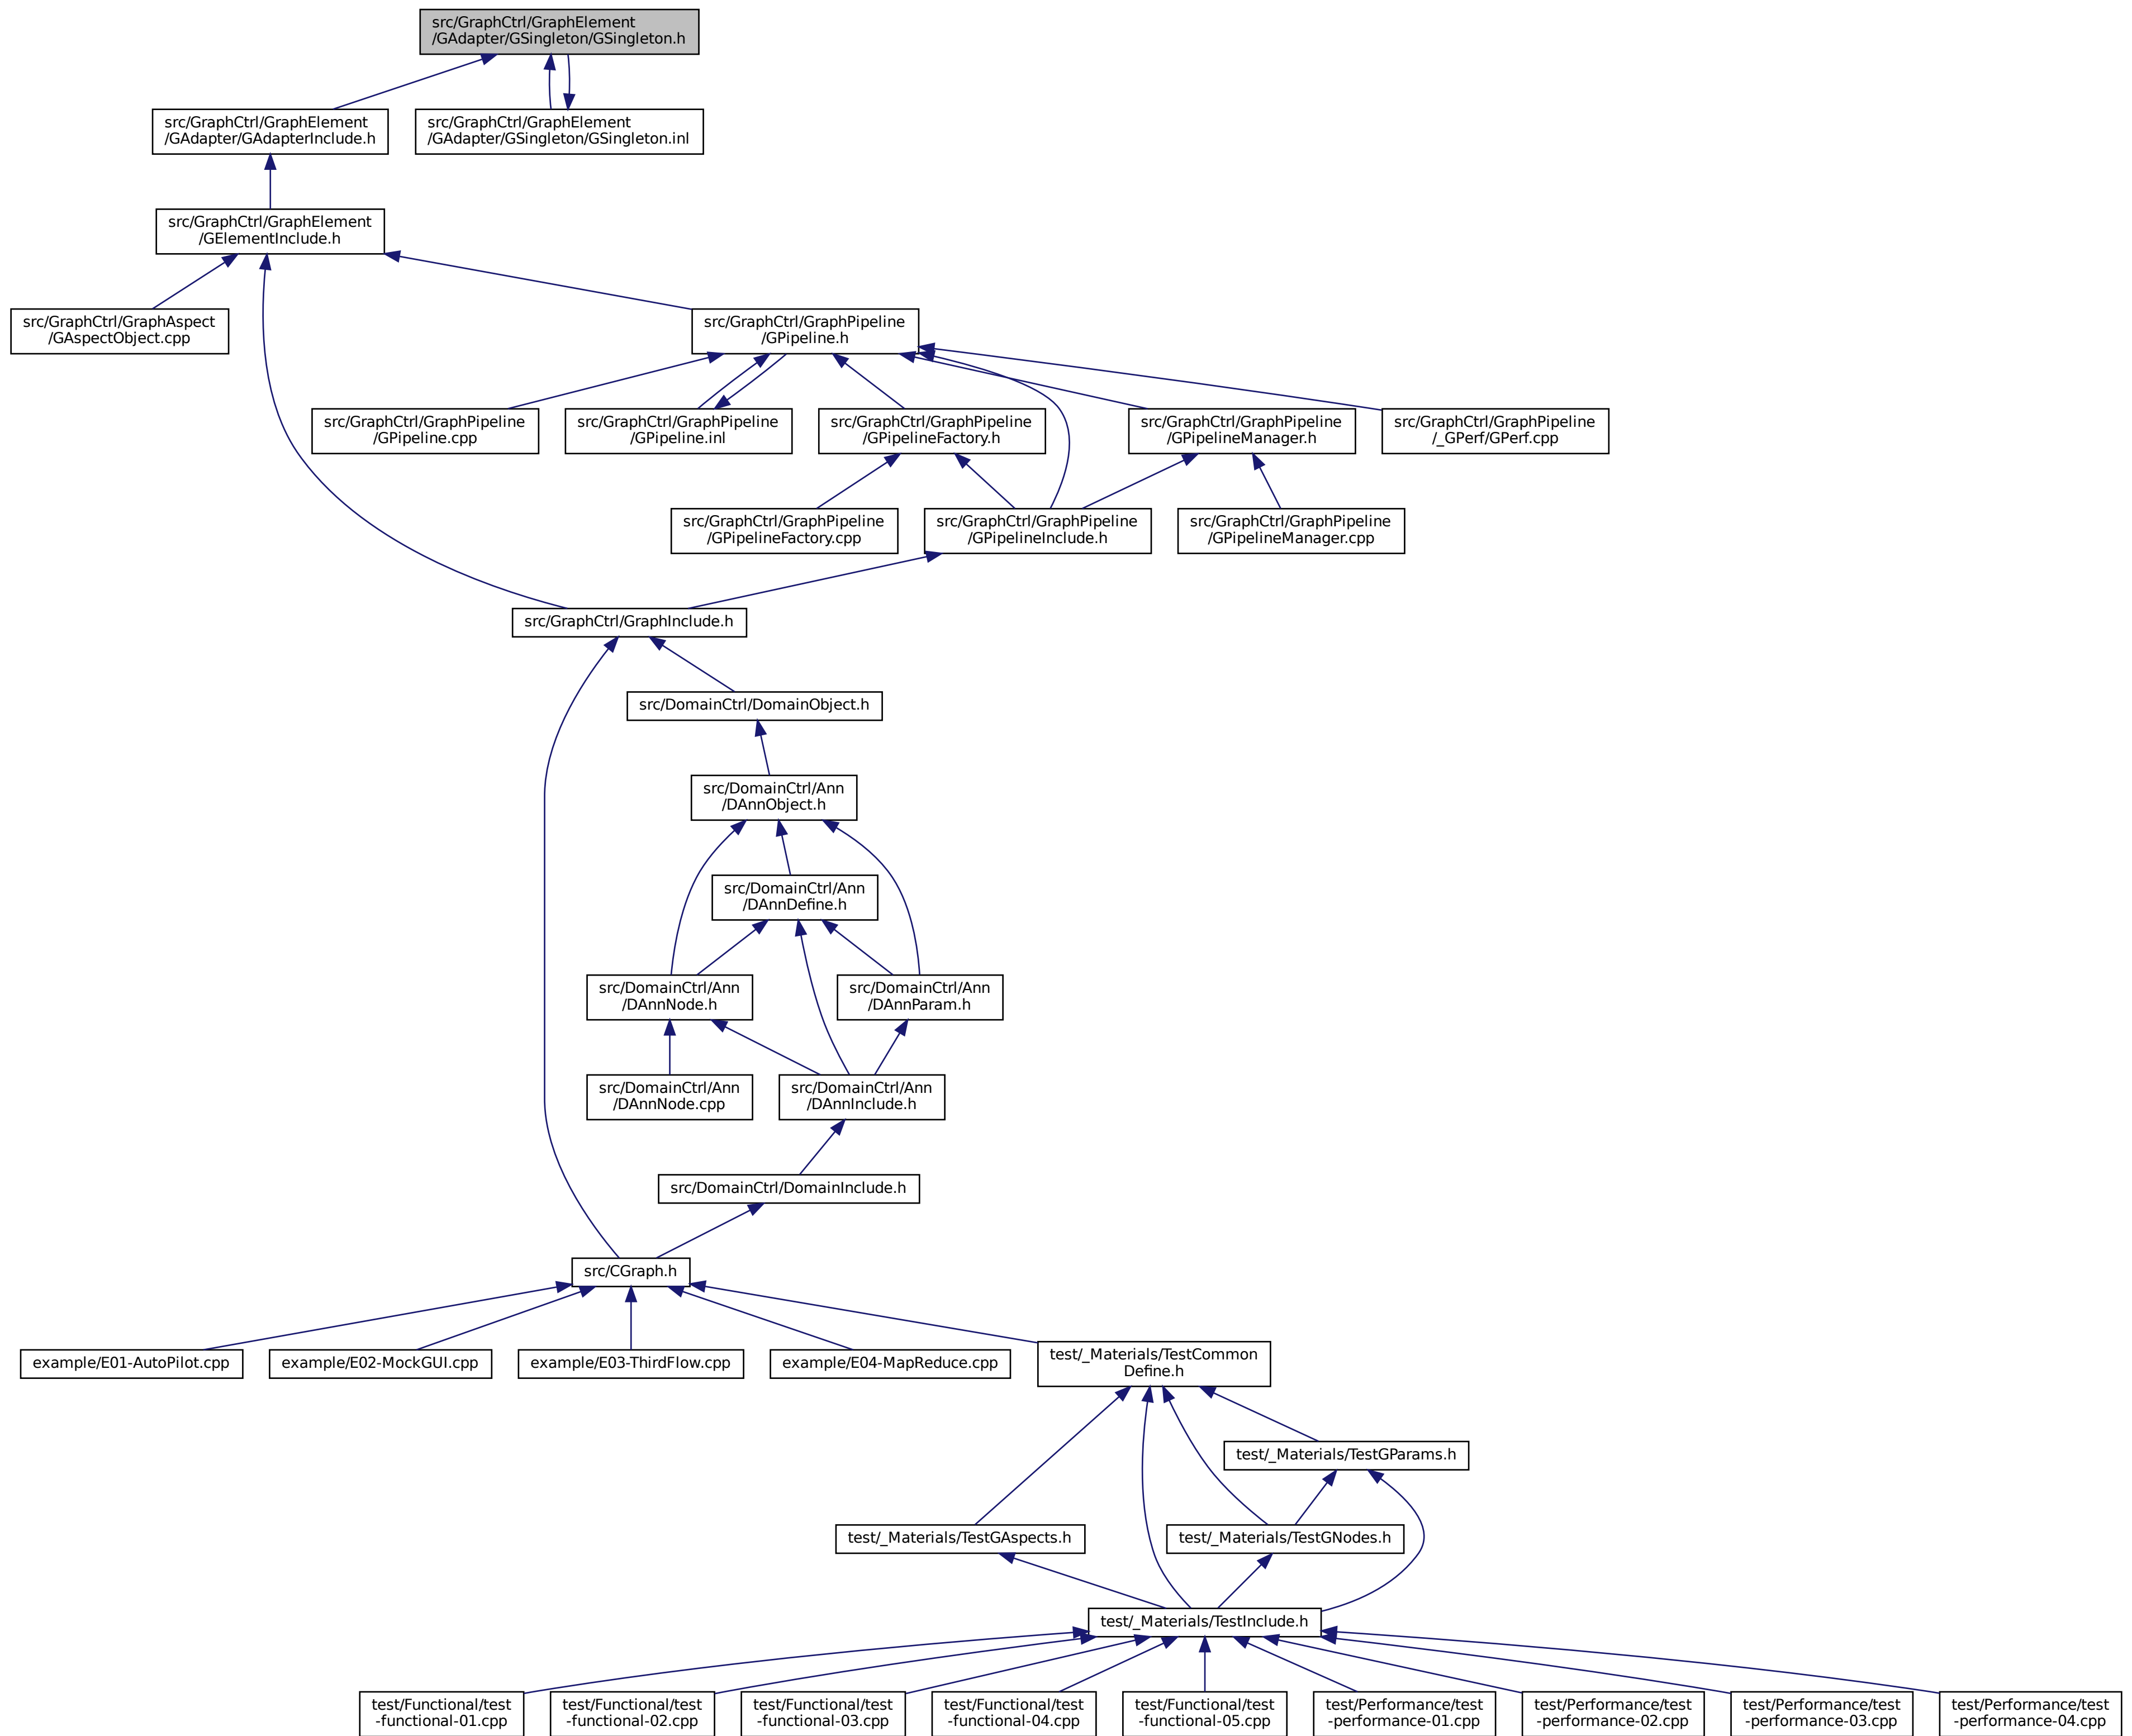 src/GraphCtrl/GraphElement
/GAdapter/GSingleton/GSingleton.h
src/GraphCtrl/GraphElement
/GAdapter/GAdapterInclude.h
src/GraphCtrl/GraphElement
/GAdapter/GSingleton/GSingleton.inl
src/GraphCtrl/GraphElement
/GElementInclude.h
src/GraphCtrl/GraphAspect
/GAspectObject.cpp
src/GraphCtrl/GraphPipeline
/GPipeline.h
src/GraphCtrl/GraphPipeline
/GPipeline.cpp
src/GraphCtrl/GraphPipeline
/GPipeline.inl
src/GraphCtrl/GraphPipeline
/GPipelineFactory.h
src/GraphCtrl/GraphPipeline
/GPipelineManager.h
src/GraphCtrl/GraphPipeline
/_GPerf/GPerf.cpp
src/GraphCtrl/GraphPipeline
/GPipelineFactory.cpp
src/GraphCtrl/GraphPipeline
/GPipelineInclude.h
src/GraphCtrl/GraphPipeline
/GPipelineManager.cpp
src/GraphCtrl/GraphInclude.h
src/DomainCtrl/DomainObject.h
src/DomainCtrl/Ann
/DAnnObject.h
src/DomainCtrl/Ann
/DAnnDefine.h
src/DomainCtrl/Ann
/DAnnNode.h
src/DomainCtrl/Ann
/DAnnParam.h
src/DomainCtrl/Ann
/DAnnNode.cpp
src/DomainCtrl/Ann
/DAnnInclude.h
src/DomainCtrl/DomainInclude.h
src/CGraph.h
example/E01-AutoPilot.cpp
example/E02-MockGUI.cpp
example/E03-ThirdFlow.cpp
example/E04-MapReduce.cpp
test/_Materials/TestCommon
Define.h
test/_Materials/TestGParams.h
test/_Materials/TestGAspects.h
test/_Materials/TestGNodes.h
test/_Materials/TestInclude.h
test/Functional/test
-functional-01.cpp
test/Functional/test
-functional-02.cpp
test/Functional/test
-functional-03.cpp
test/Functional/test
-functional-04.cpp
test/Functional/test
-functional-05.cpp
test/Performance/test
-performance-01.cpp
test/Performance/test
-performance-02.cpp
test/Performance/test
-performance-03.cpp
test/Performance/test
-performance-04.cpp